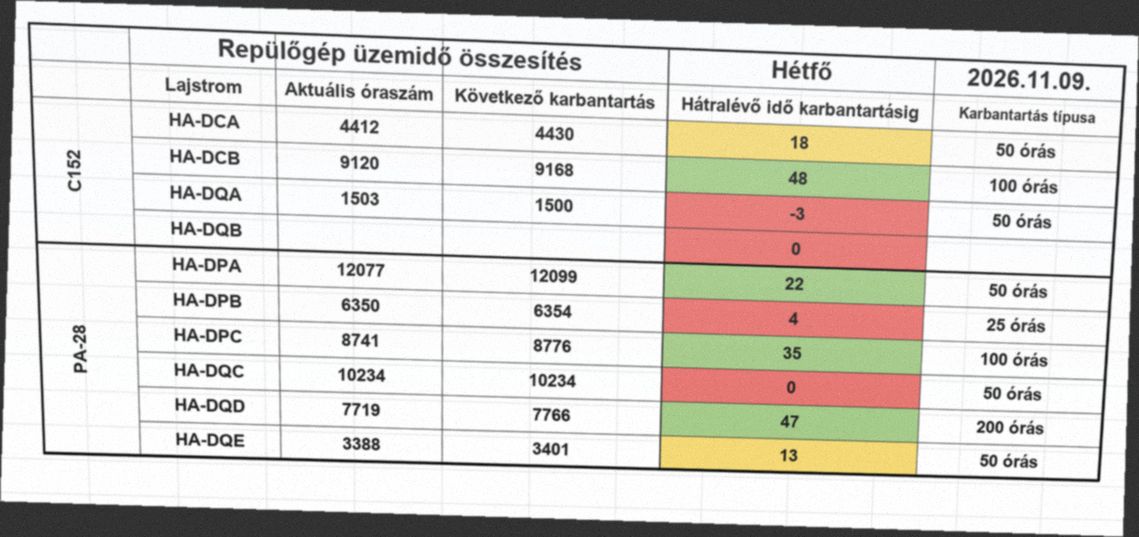 Repülőgép üzemidő összesítés Hétfő 2026.11.09.
Lajstrom Aktuális óraszám Következő karbantartás Hátralévő idő karbantartásig Karbantartás típusa
C152
HA-DCA 4412 4430 18 50 órás
HA-DCB 9120 9168 48 100 órás
HA-DQA 1503 1500 -3 50 órás
HA-DQB 0
PA-28
HA-DPA 12077 12099 22 50 órás
HA-DPB 6350 6354 4 25 órás
HA-DPC 8741 8776 35 100 órás
HA-DQC 10234 10234 0 50 órás
HA-DQD 7719 7766 47 200 órás
HA-DQE 3388 3401 13 50 órás